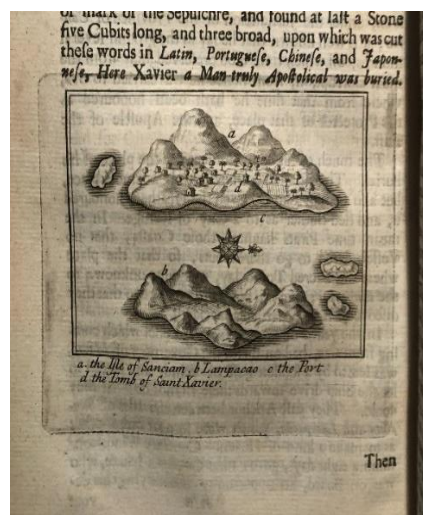 or mark of the Sepulchre, and found at laſt a Stone
five Cubits long, and three broad, upon which was cut
theſe words in Latin, Portugueſe, Chineſe, and Japon-
neſe, Here Xavier a Man truly Apoſtolical was buried.
a
d
c
b
a. the Iſle of Sanciam. b Lampacao c the Port
d the Tomb of Saint Xavier.
Then